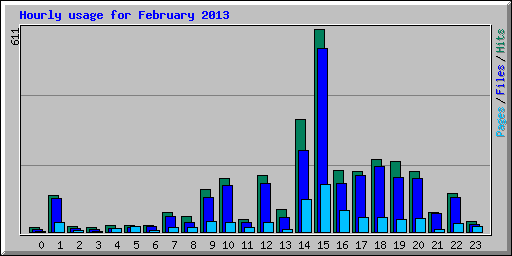 Hourly usage for February 2013
611
Pages / Files / Hits
0 1 2 3 4 5 6 7 8 9 10 11 12 13 14 15 16 17 18 19 20 21 22 23